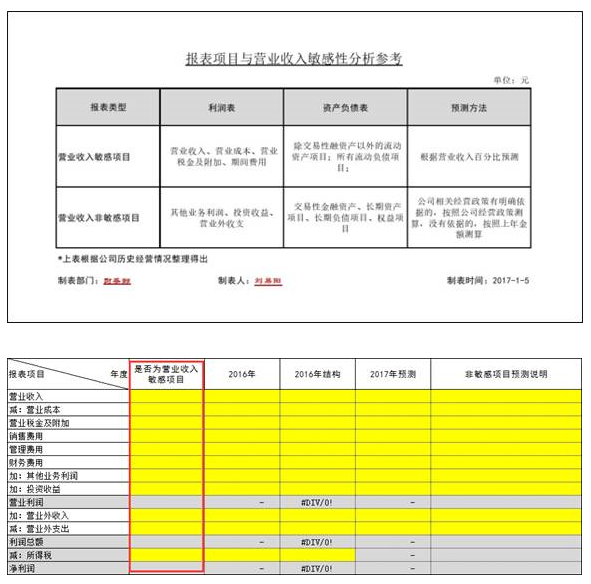 报表项目与营业收入敏感性分析参考
单位：元
报表类型 利润表 资产负债表 预测方法
营业收入敏感项目
营业收入、营业成本、营业
税金及附加、期间费用
除交易性融资产以外的流动
资产项目；所有流动负债项
目；
根据营业收入百分比预测
营业收入非敏感项目
其他业务利润、投资收益、
营业外收支
交易性金融资产、长期资产
项目、长期负债项目、权益项
目
公司相关经营政策有明确依
据的，按照公司经营政策测
算，没有依据的，按照上年金
额测算
*上表根据公司历史经营情况整理得出
制表部门： 制表人： 制表时间：2017-1-5
报表项目 年度
是否为营业收入
敏感项目
2016年 2016年结构 2017年预测 非敏感项目预测说明
营业收入
减：营业成本
营业税金及附加
销售费用
管理费用
财务费用
加：其他业务利润
加：投资收益
营业利润 - #DIV/0! -
加：营业外收入
减：营业外支出
利润总额 - #DIV/0! -
减：所得税 -
净利润 - #DIV/0! -